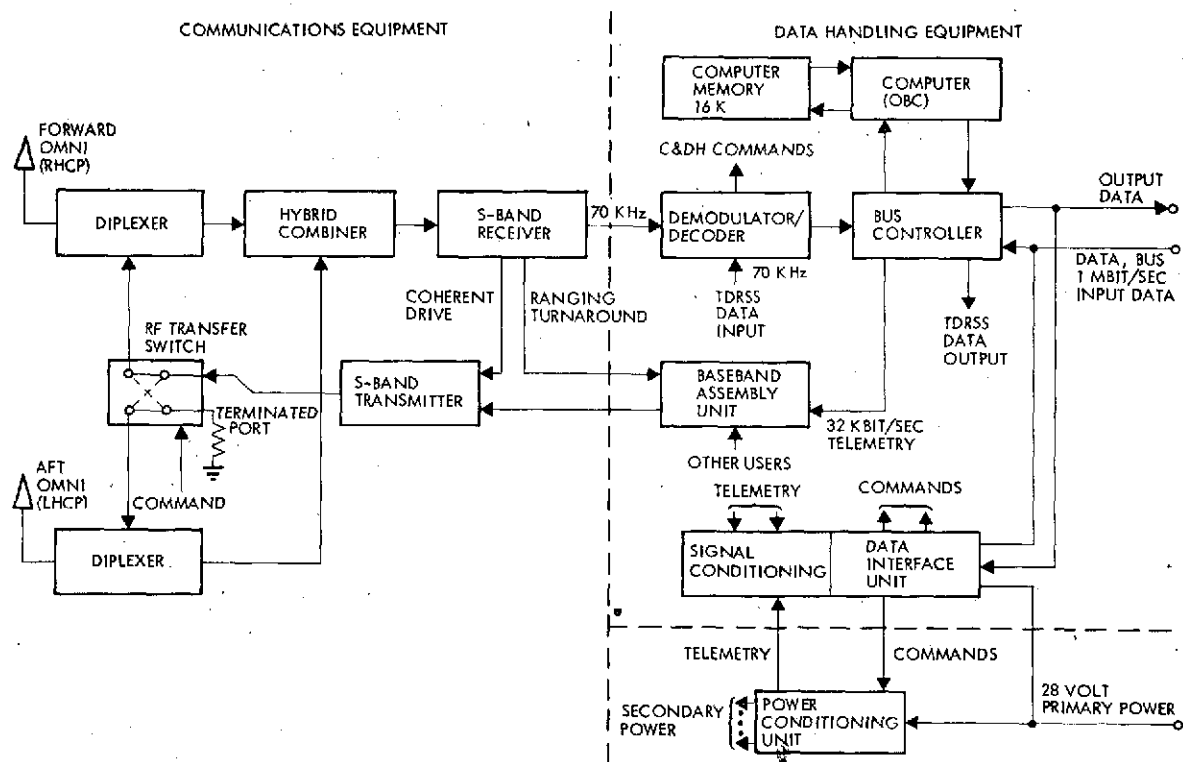 COMMUNICATIONS EQUIPMENT
DATA HANDLING EQUIPMENT
COMPUTER
MEMORY
16 K
COMPUTER
(OBC)
FORWARD
OMNI
(RHCP)
C&DH COMMANDS
OUTPUT
DATA
DIPLEXER
HYBRID
COMBINER
S-BAND
RECEIVER
70 KHz
DEMODULATOR/
DECODER
BUS
CONTROLLER
70 KHz
DATA, BUS
1 MBIT/SEC
INPUT DATA
COHERENT
DRIVE
RANGING
TURNAROUND
TDRSS
DATA
INPUT
TDRSS
DATA
OUTPUT
RF TRANSFER
SWITCH
S-BAND
TRANSMITTER
BASEBAND
ASSEMBLY
UNIT
TERMINATED
PORT
32 KBIT/SEC
TELEMETRY
OTHER USERS
AFT
OMNI
(LHCP)
COMMAND
TELEMETRY
COMMANDS
DIPLEXER
SIGNAL
CONDITIONING
DATA
INTERFACE
UNIT
TELEMETRY
COMMANDS
SECONDARY
POWER
POWER
CONDITIONING
UNIT
28 VOLT
PRIMARY POWER